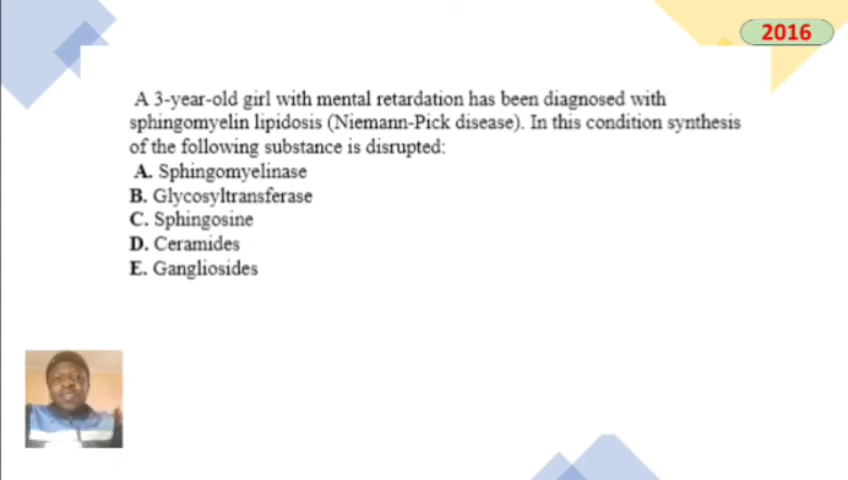 2016
A 3-year-old girl with mental retardation has been diagnosed with
sphingomyelin lipidosis (Niemann-Pick disease). In this condition synthesis
of the following substance is disrupted:
A. Sphingomyelinase
B. Glycosyltransferase
C. Sphingosine
D. Ceramides
E. Gangliosides